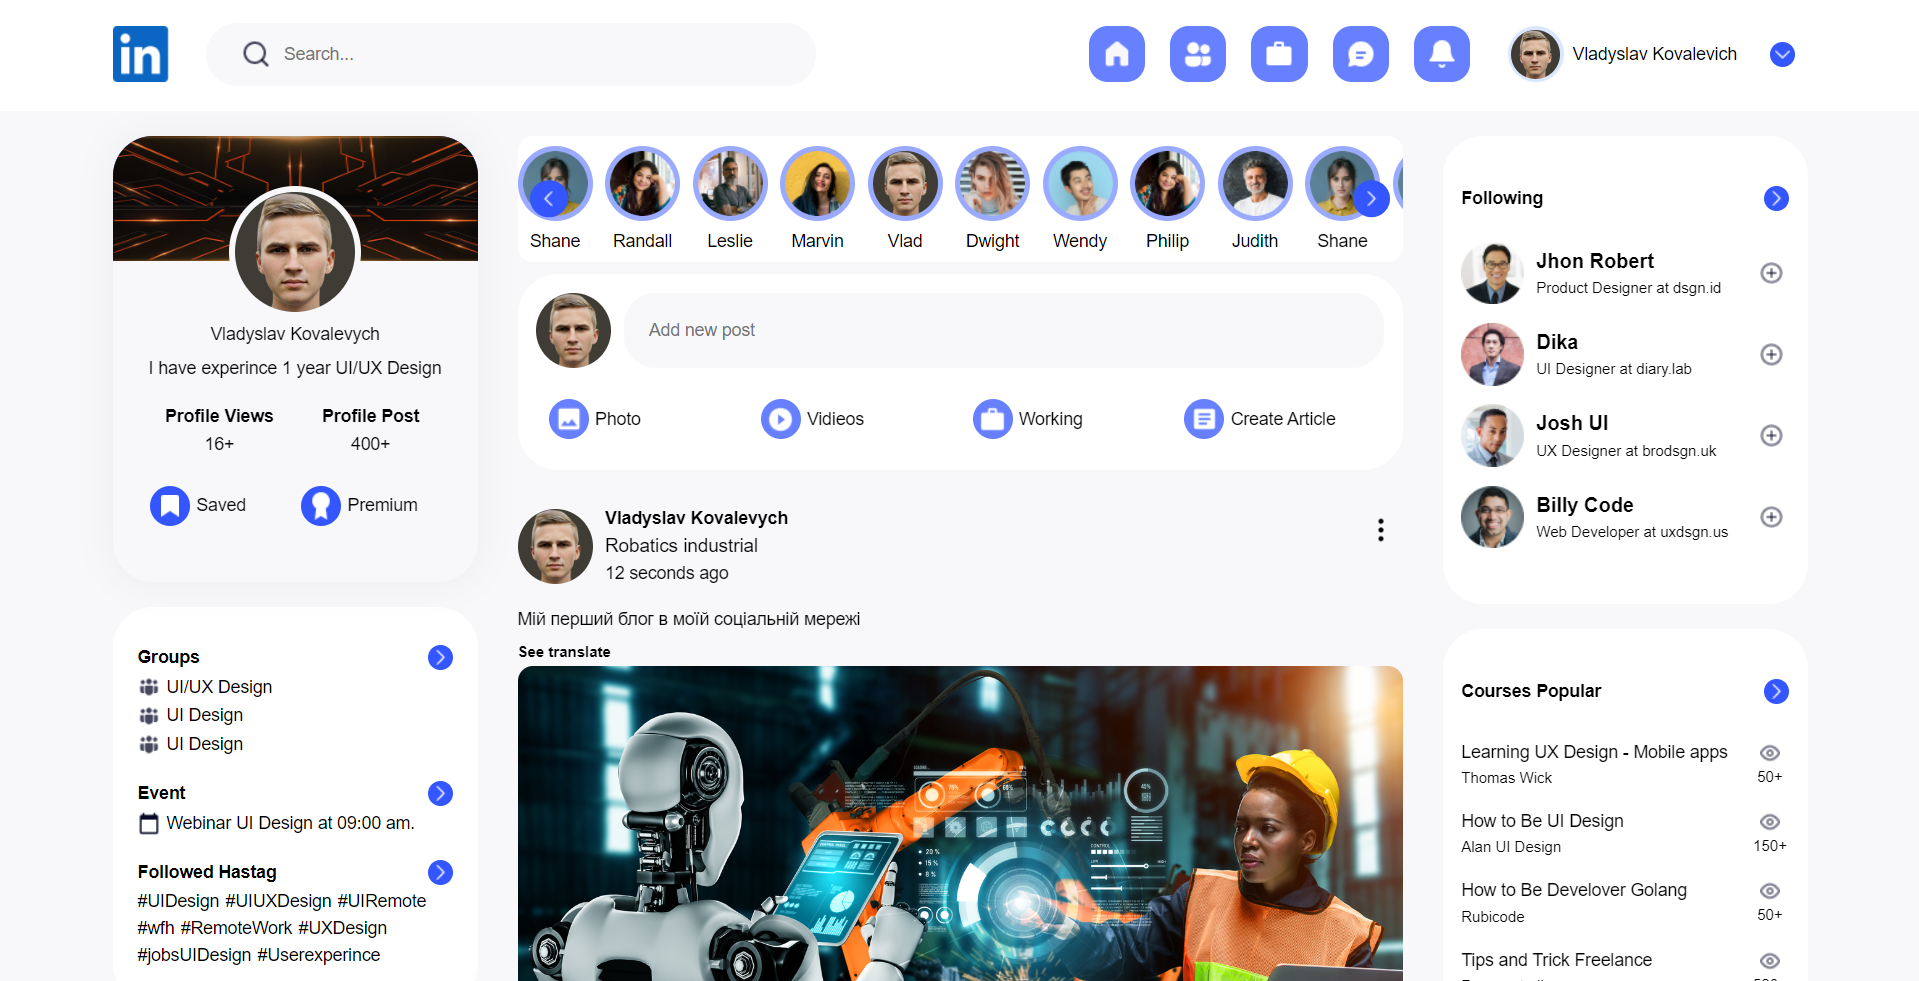 in
Search...
Vladyslav Kovalevich
Vladyslav Kovalevych
I have experince 1 year UI/UX Design
Profile Views
Profile Post
16+
400+
Saved
Premium
Groups
UI/UX Design
UI Design
UI Design
Event
Webinar UI Design at 09:00 am.
Followed Hastag
#UIDesign #UIUXDesign #UIRemote
#wfh #RemoteWork #UXDesign
#jobsUIDesign #Userexperince
Shane
Randall
Leslie
Marvin
Vlad
Dwight
Wendy
Philip
Judith
Shane
Add new post
Photo
Vidieos
Working
Create Article
Vladyslav Kovalevych
Robatics industrial
12 seconds ago
Мій перший блог в моїй соціальній мережі
See translate
CONTROL
45%
20 %
15 %
8 %
Following
Jhon Robert
Product Designer at dsgn.id
Dika
UI Designer at diary.lab
Josh UI
UX Designer at brodsgn.uk
Billy Code
Web Developer at uxdsgn.us
Courses Popular
Learning UX Design - Mobile apps
Thomas Wick
50+
How to Be UI Design
Alan UI Design
150+
How to Be Develover Golang
Rubicode
50+
Tips and Trick Freelance